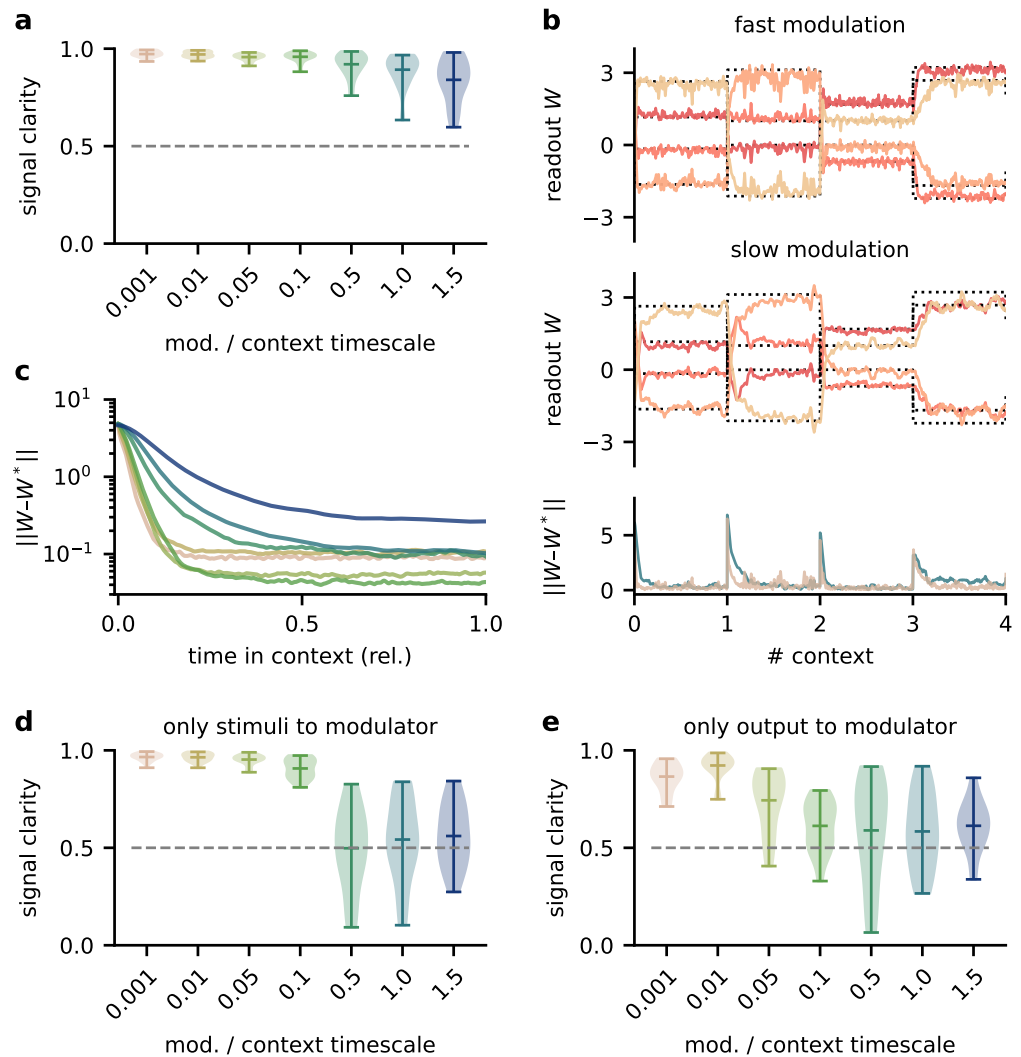 a
signal clarity
1.0
0.5
0.0
0.001
0.01
0.05
0.1
0.5
1.0
1.5
mod. / context timescale
b
fast modulation
readout W
3
0
−3
slow modulation
readout W
3
0
−3
||W–W*||
5
0
0
1
2
3
4
# context
c
||W–W*||
10¹
10⁰
10⁻¹
0.0
0.5
1.0
time in context (rel.)
d
only stimuli to modulator
signal clarity
1.0
0.5
0.0
0.001
0.01
0.05
0.1
0.5
1.0
1.5
mod. / context timescale
e
only output to modulator
signal clarity
1.0
0.5
0.0
0.001
0.01
0.05
0.1
0.5
1.0
1.5
mod. / context timescale